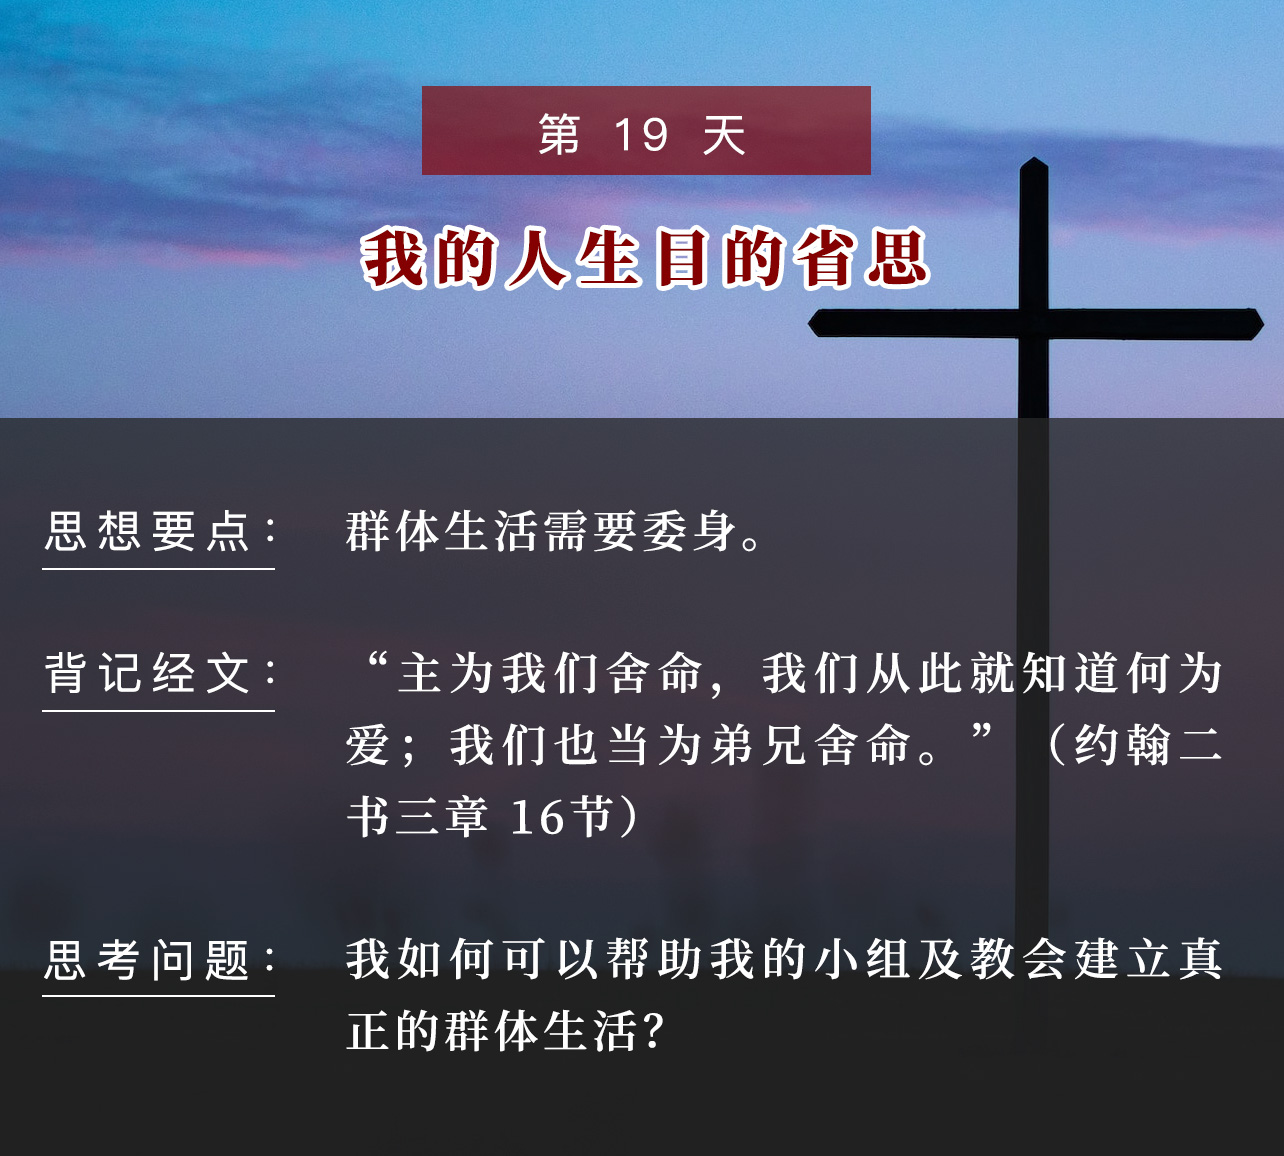 第 19 天
我的人生目的省思
思想要点： 群体生活需要委身。
背记经文： “主为我们舍命，我们从此就知道何为
爱；我们也当为弟兄舍命。”（约翰二
书三章 16节）
思考问题： 我如何可以帮助我的小组及教会建立真
正的群体生活？